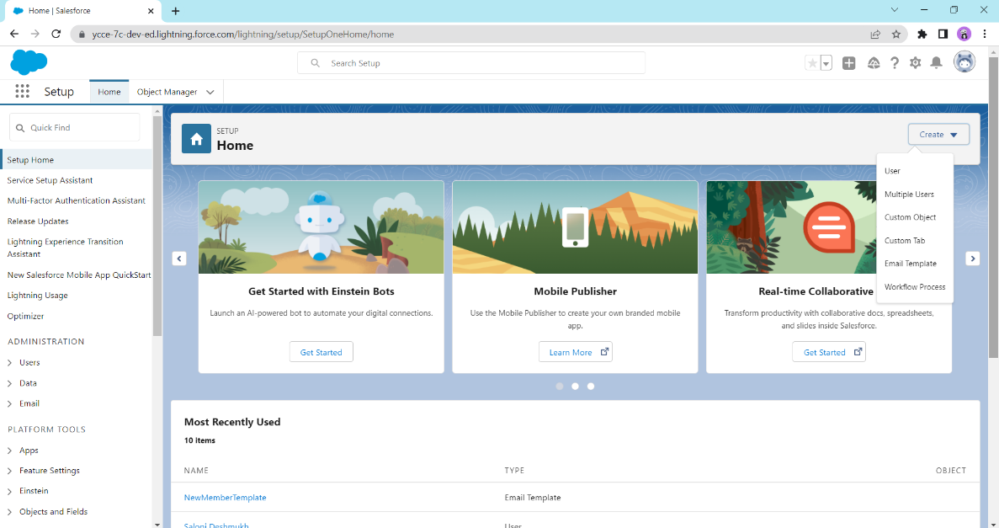 Home | Salesforce
ycce-7c-dev-ed.lightning.force.com/lightning/setup/SetupOneHome/home
Search Setup
Setup
Home
Object Manager
Quick Find
Setup Home
Service Setup Assistant
Multi-Factor Authentication Assistant
Release Updates
Lightning Experience Transition
Assistant
New Salesforce Mobile App QuickStart
Lightning Usage
Optimizer
ADMINISTRATION
Users
Data
Email
PLATFORM TOOLS
Apps
Feature Settings
Einstein
Objects and Fields
SETUP
Home
Create
User
Multiple Users
Custom Object
Custom Tab
Email Template
Workflow Process
Get Started with Einstein Bots
Launch an AI-powered bot to automate your digital connections.
Get Started
Mobile Publisher
Use the Mobile Publisher to create your own branded mobile
app.
Learn More
Real-time Collaborative
Transform productivity with collaborative docs, spreadsheets,
and slides inside Salesforce.
Get Started
Most Recently Used
10 items
NAME TYPE OBJECT
NewMemberTemplate Email Template
Saloni Deshmukh User